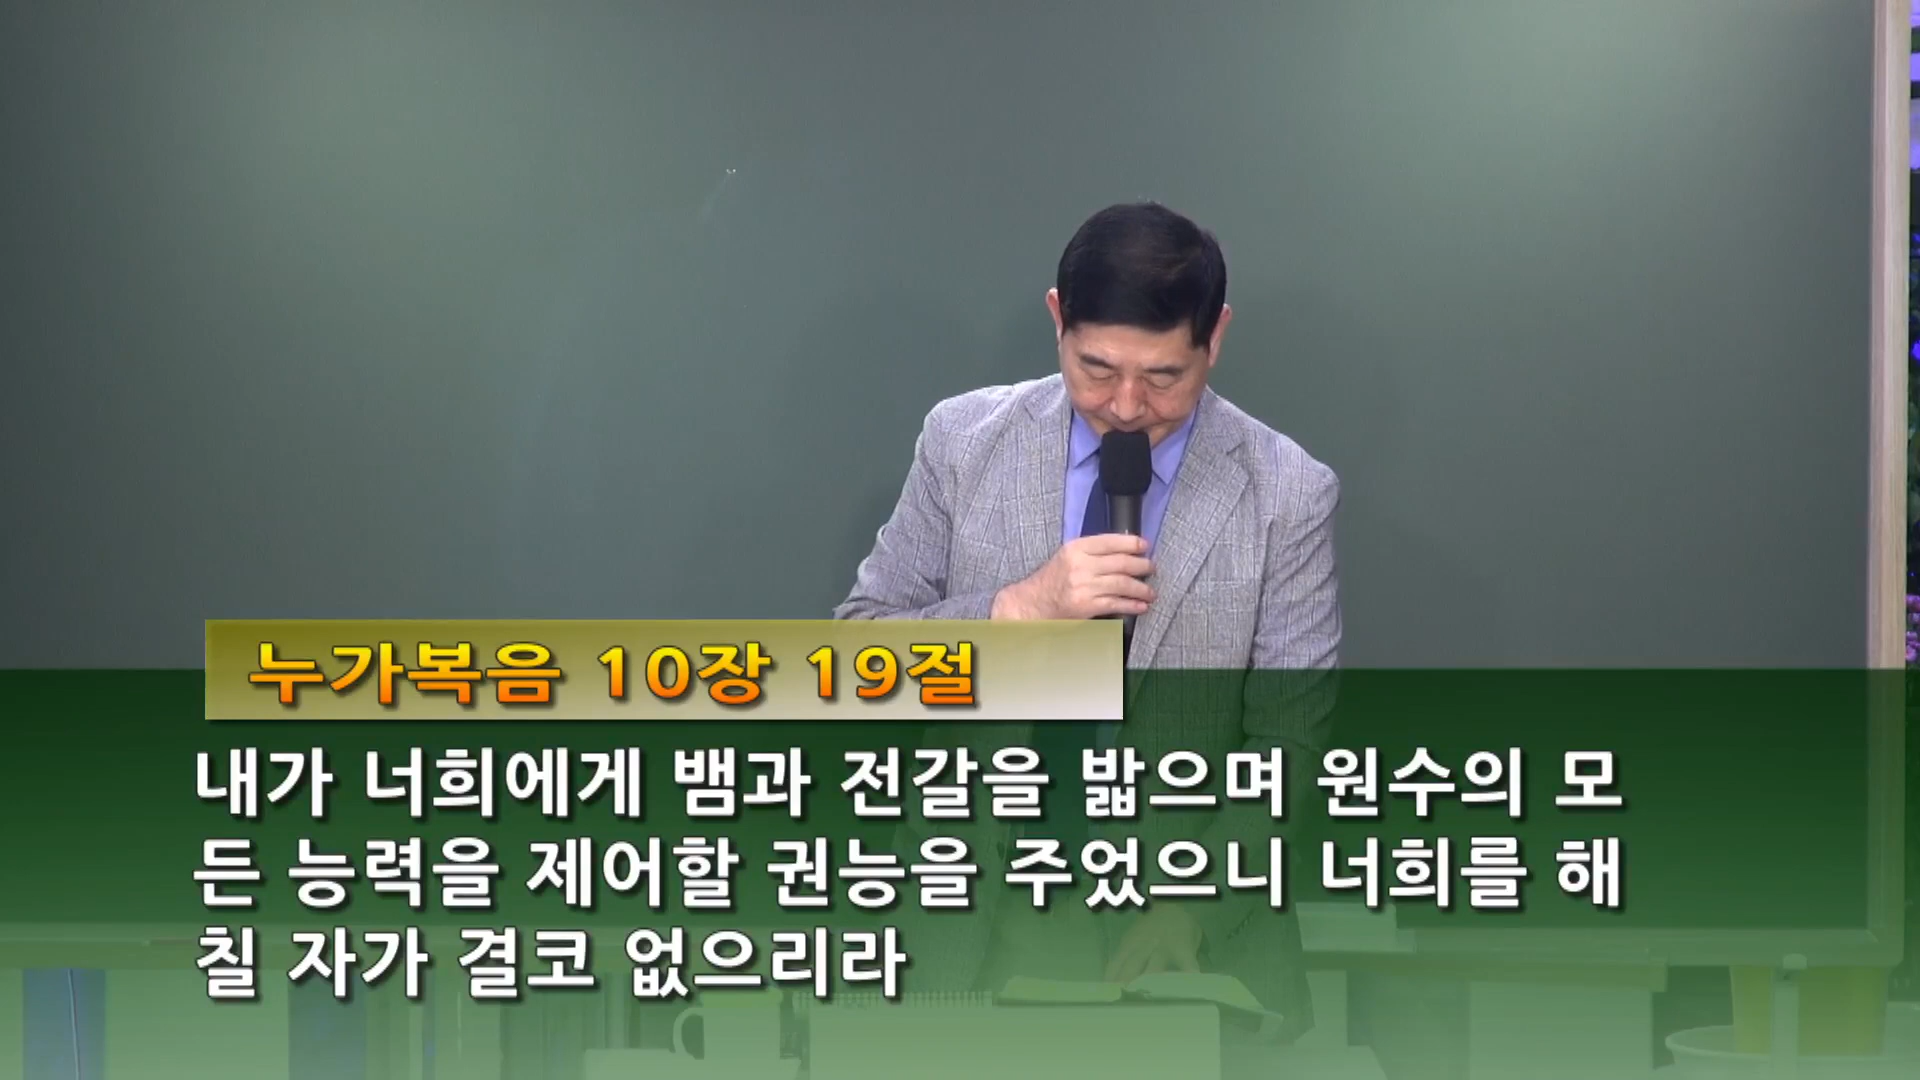 누가복음 10장 19절
내가 너희에게 뱀과 전갈을 밟으며 원수의 모
든 능력을 제어할 권능을 주었으니 너희를 해
칠 자가 결코 없으리라